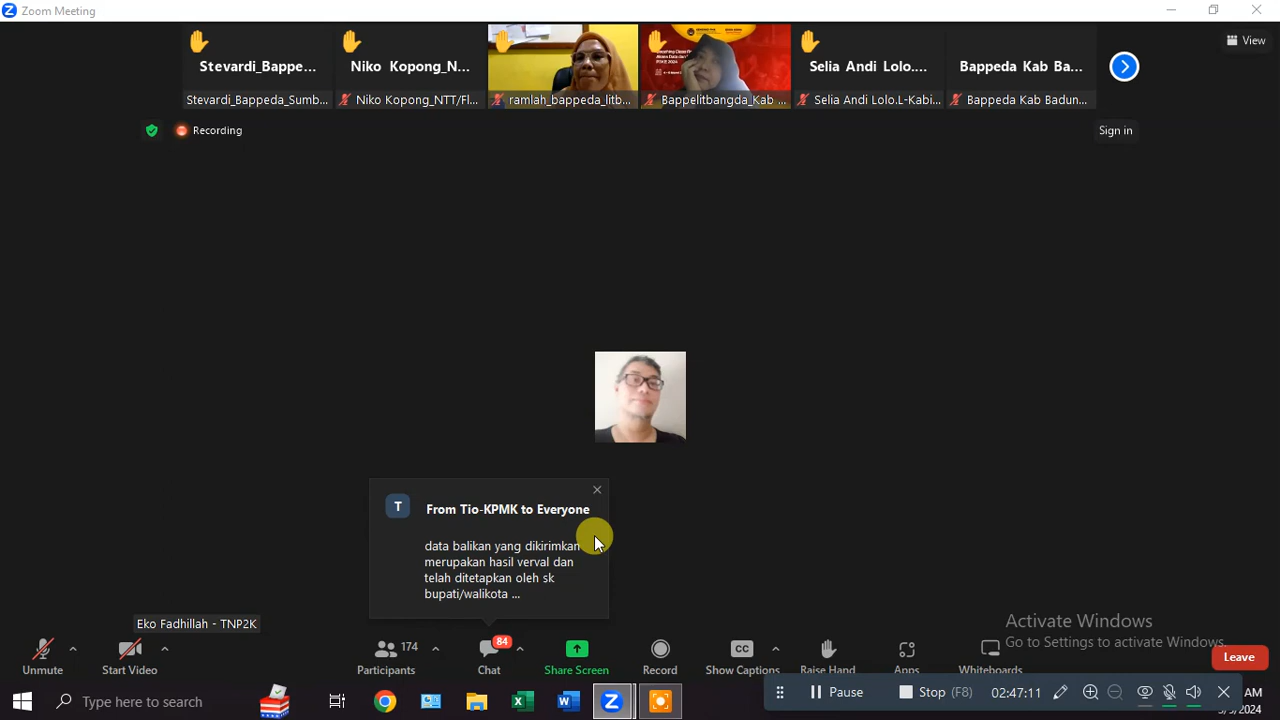 Zoom Meeting
Stevardi_Bappe...
Niko Kopong_N...
Selia Andi Lolo....
Bappeda Kab Ba...
View
Stevardi_Bappeda_Sumb...
Niko Kopong_NTT/Fl...
ramlah_bappeda_litb...
Bappelitbangda_Kab ...
Selia Andi Lolo.L-Kabi...
Bappeda Kab Badun...
Recording
Sign in
T
From Tio-KPMK to Everyone
data balikan yang dikirimkan
merupakan hasil verval dan
telah ditetapkan oleh sk
bupati/walikota ...
Eko Fadhillah - TNP2K
Activate Windows
Go to Settings to activate Windows.
174
84
CC
Unmute
Start Video
Participants
Chat
Share Screen
Record
Show Captions
Raise Hand
Apps
Whiteboards
Leave
Type here to search
Pause
Stop (F8)
02:47:11
AM